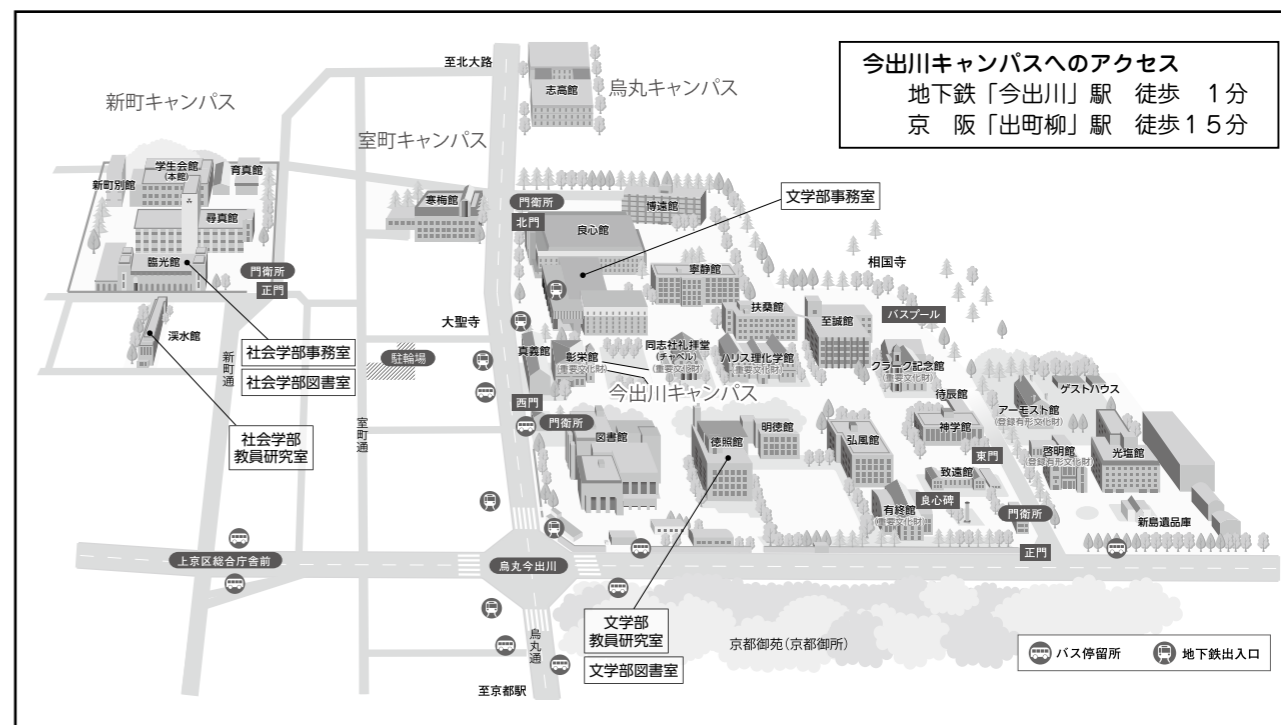 今出川キャンパスへのアクセス
地下鉄「今出川」駅 徒歩 1分
京 阪「出町柳」駅 徒歩15分
至北大路
志高館
烏丸キャンパス
新町キャンパス
室町キャンパス
新町別館
学生会館
(本館)
育真館
尋真館
臨光館
門衛所
正門
渓水館
社会学部事務室
社会学部図書室
社会学部
教員研究室
新町通
室町通
寒梅館
大聖寺
駐輪場
門衛所
北門
良心館
博遠館
文学部事務室
寧静館
相国寺
扶桑館
至誠館
バスプール
真義館
彰栄館
(重要文化財)
同志社礼拝堂
(チャペル)
(重要文化財)
ハリス理化学館
(重要文化財)
クラーク記念館
(重要文化財)
今出川キャンパス
西門
門衛所
図書館
徳照館
明徳館
弘風館
待辰館
神学館
東門
致遠館
良心碑
有終館
(重要文化財)
門衛所
正門
アーモスト館
(登録有形文化財)
ゲストハウス
啓明館
(登録有形文化財)
光塩館
新島遺品庫
上京区総合庁舎前
烏丸今出川
烏丸通
至京都駅
文学部
教員研究室
文学部図書室
京都御苑(京都御所)
バス停留所
地下鉄出入口